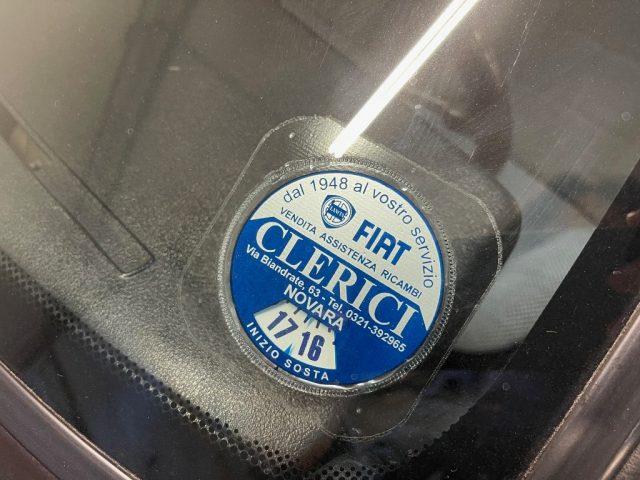 dal 1948 al vostro servizio
LANCIA
FIAT
VENDITA ASSISTENZA RICAMBI
CLERICI
Via Biandrate, 63 - Tel. 0321-392965
NOVARA
17 16
INIZIO SOSTA